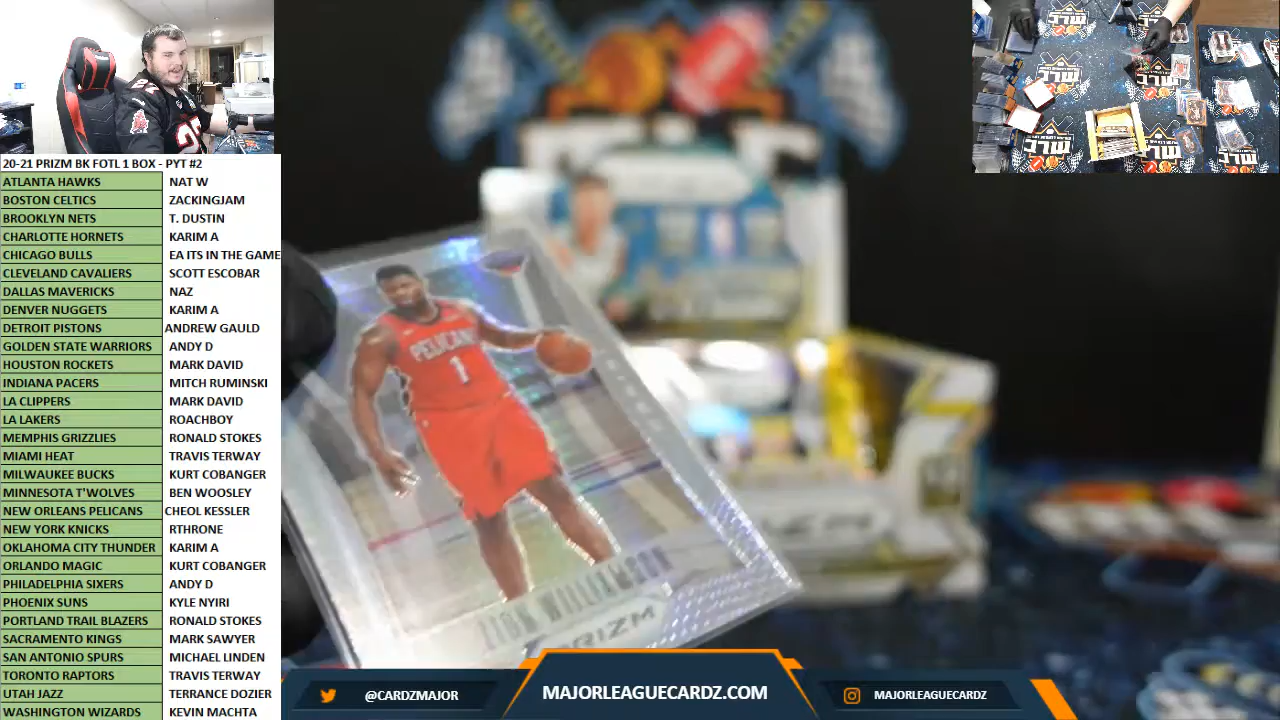 20-21 PRIZM BK FOTL 1 BOX - PYT #2
ATLANTA HAWKS NAT W
BOSTON CELTICS ZACKINGJAM
BROOKLYN NETS T. DUSTIN
CHARLOTTE HORNETS KARIM A
CHICAGO BULLS EA ITS IN THE GAME
CLEVELAND CAVALIERS SCOTT ESCOBAR
DALLAS MAVERICKS NAZ
DENVER NUGGETS KARIM A
DETROIT PISTONS ANDREW GAULD
GOLDEN STATE WARRIORS ANDY D
HOUSTON ROCKETS MARK DAVID
INDIANA PACERS MITCH RUMINSKI
LA CLIPPERS MARK DAVID
LA LAKERS ROACHBOY
MEMPHIS GRIZZLIES RONALD STOKES
MIAMI HEAT TRAVIS TERWAY
MILWAUKEE BUCKS KURT COBANGER
MINNESOTA T'WOLVES BEN WOOSLEY
NEW ORLEANS PELICANS CHEOL KESSLER
NEW YORK KNICKS RTHRONE
OKLAHOMA CITY THUNDER KARIM A
ORLANDO MAGIC KURT COBANGER
PHILADELPHIA SIXERS ANDY D
PHOENIX SUNS KYLE NYIRI
PORTLAND TRAIL BLAZERS RONALD STOKES
SACRAMENTO KINGS MARK SAWYER
SAN ANTONIO SPURS MICHAEL LINDEN
TORONTO RAPTORS TRAVIS TERWAY
UTAH JAZZ TERRANCE DOZIER
WASHINGTON WIZARDS KEVIN MACHTA
PELICANS
1
ZION WILLIAMSON
PRIZM
@CARDZMAJOR
MAJORLEAGUECARDZ.COM
MAJORLEAGUECARDZ